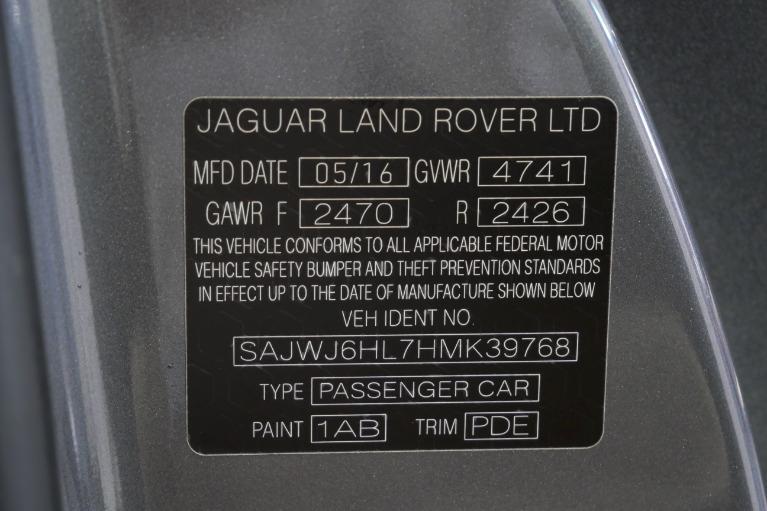 JAGUAR LAND ROVER LTD
MFD DATE 05/16 GVWR 4741
GAWR F 2470 R 2426
THIS VEHICLE CONFORMS TO ALL APPLICABLE FEDERAL MOTOR
VEHICLE SAFETY BUMPER AND THEFT PREVENTION STANDARDS
IN EFFECT UP TO THE DATE OF MANUFACTURE SHOWN BELOW
VEH IDENT NO.
SAJWJ6HL7HMK39768
TYPE PASSENGER CAR
PAINT 1AB TRIM PDE